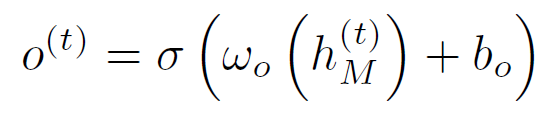 o^{(t)} = σ ( ω_o ( h_M^{(t)} ) + b_o )